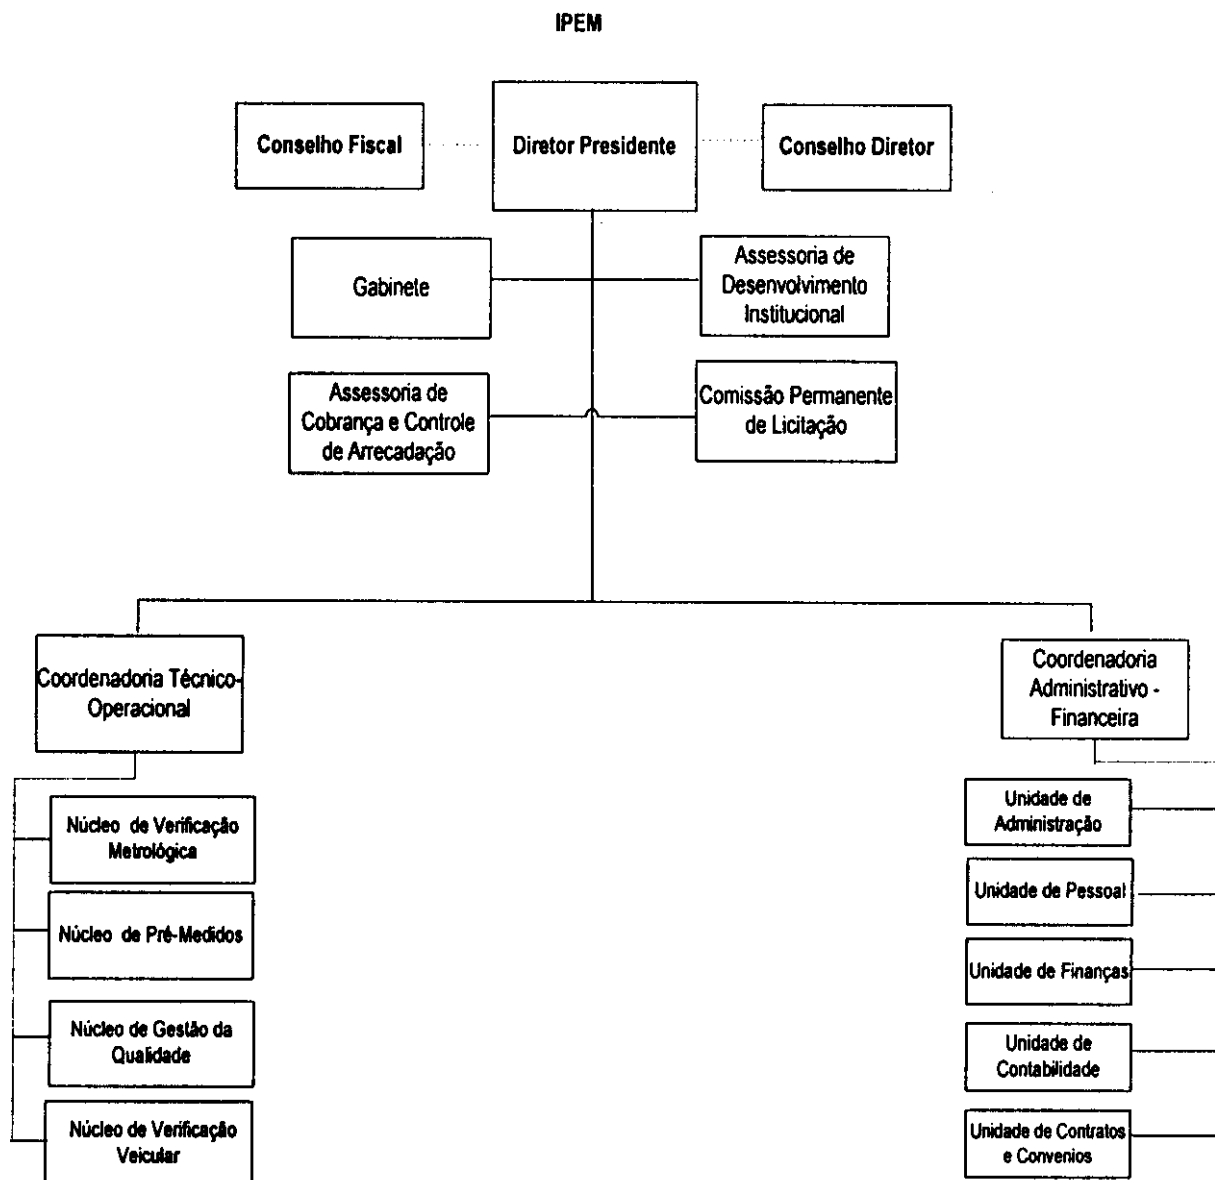 IPEM
Conselho Fiscal
Diretor Presidente
Conselho Diretor
Gabinete
Assessoria de
Desenvolvimento
Institucional
Assessoria de
Cobrança e Controle
de Arrecadação
Comissão Permanente
de Licitação
Coordenadoria Técnico-
Operacional
Coordenadoria
Administrativo -
Financeira
Núcleo de Verificação
Metrológica
Núcleo de Pré-Medidos
Núcleo de Gestão da
Qualidade
Núcleo de Verificação
Veicular
Unidade de
Administração
Unidade de Pessoal
Unidade de Finanças
Unidade de
Contabilidade
Unidade de Contratos
e Convenios